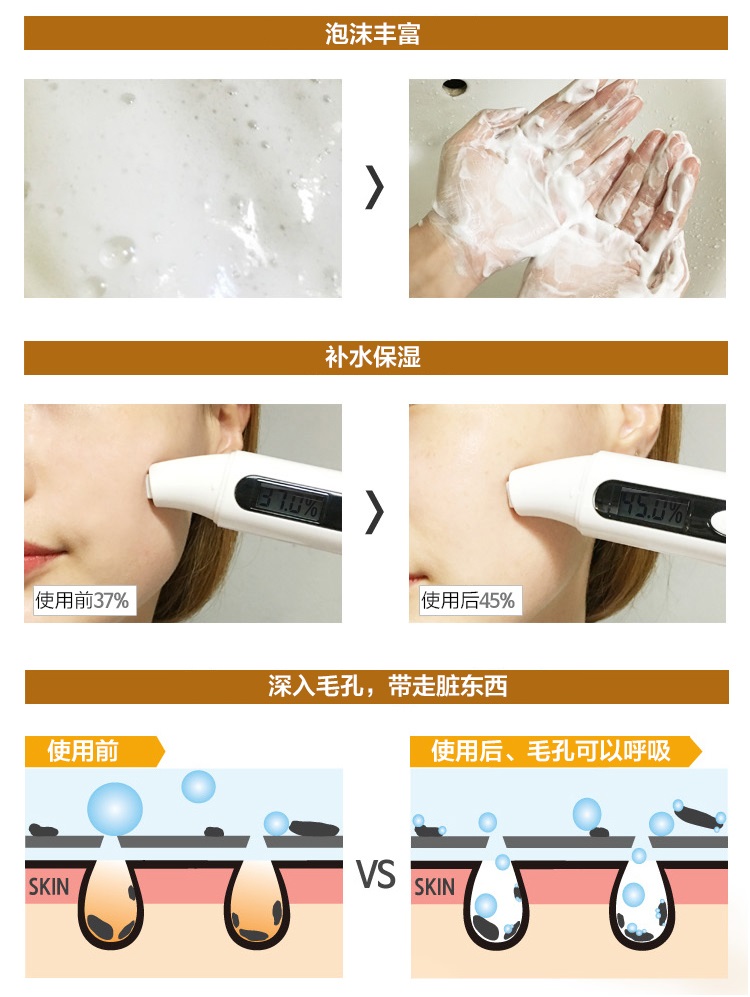 泡沫丰富
补水保湿
37.0%
45.0%
使用前37%
使用后45%
深入毛孔，带走脏东西
使用前
使用后、毛孔可以呼吸
SKIN
VS
SKIN